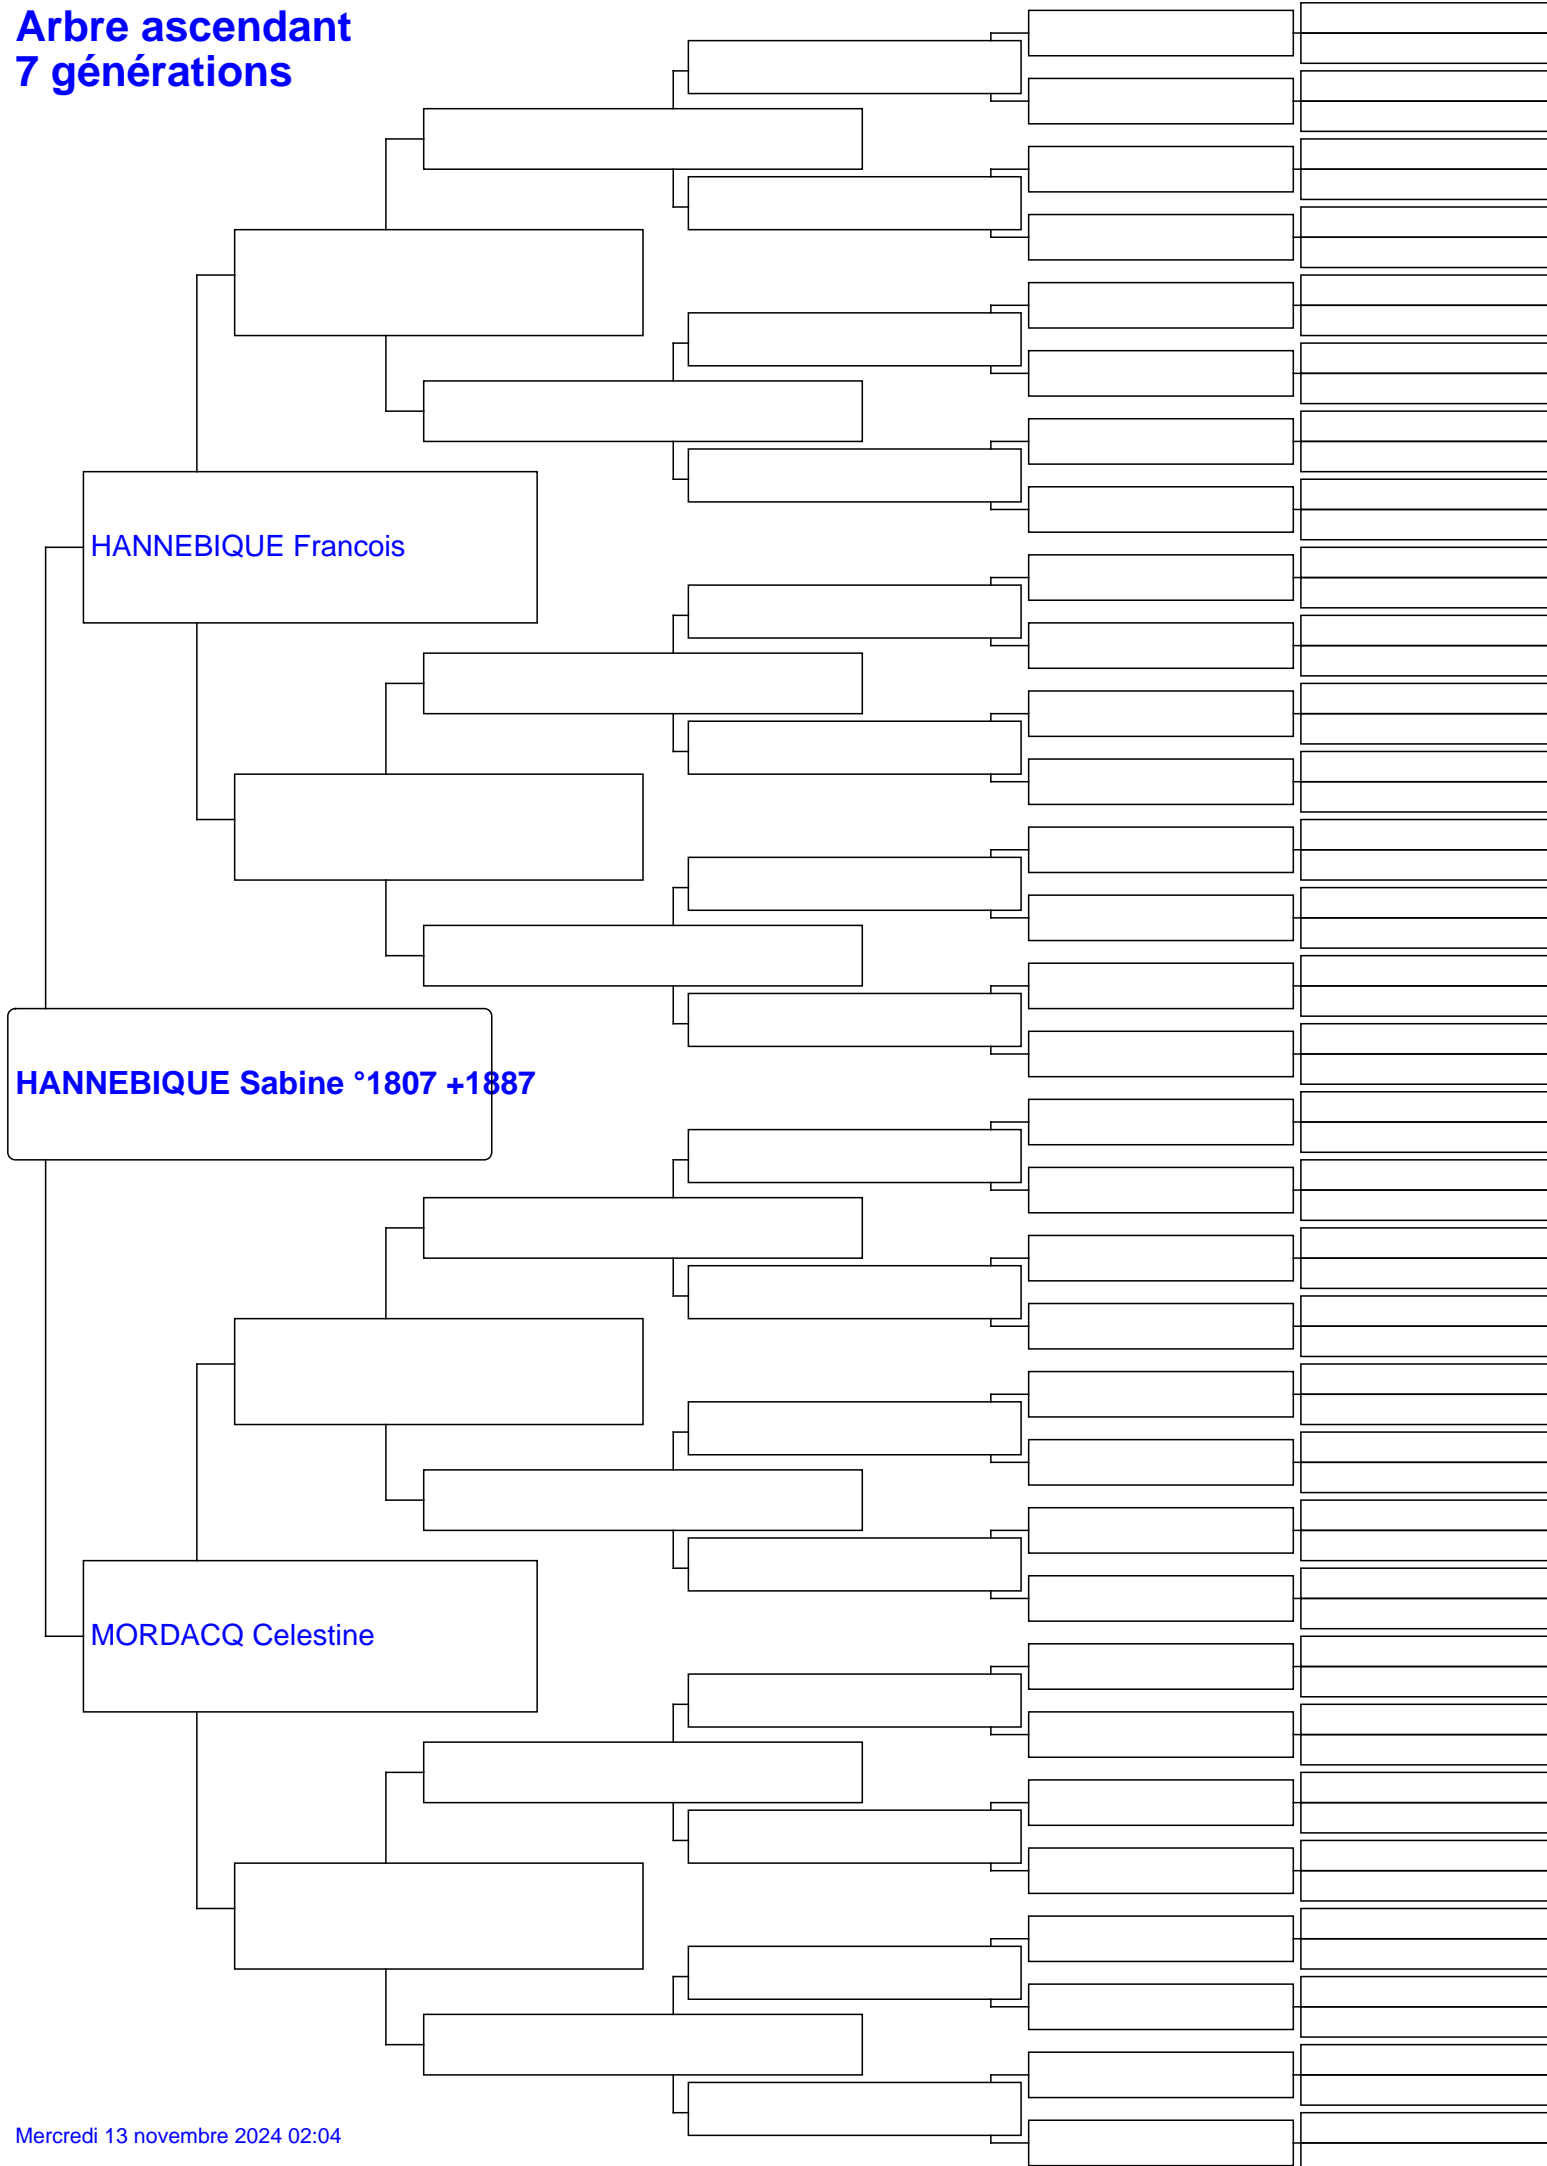 Arbre ascendant
7 générations
HANNEBIQUE Francois
HANNEBIQUE Sabine °1807 +1887
MORDACQ Celestine
Mercredi 13 novembre 2024 02:04